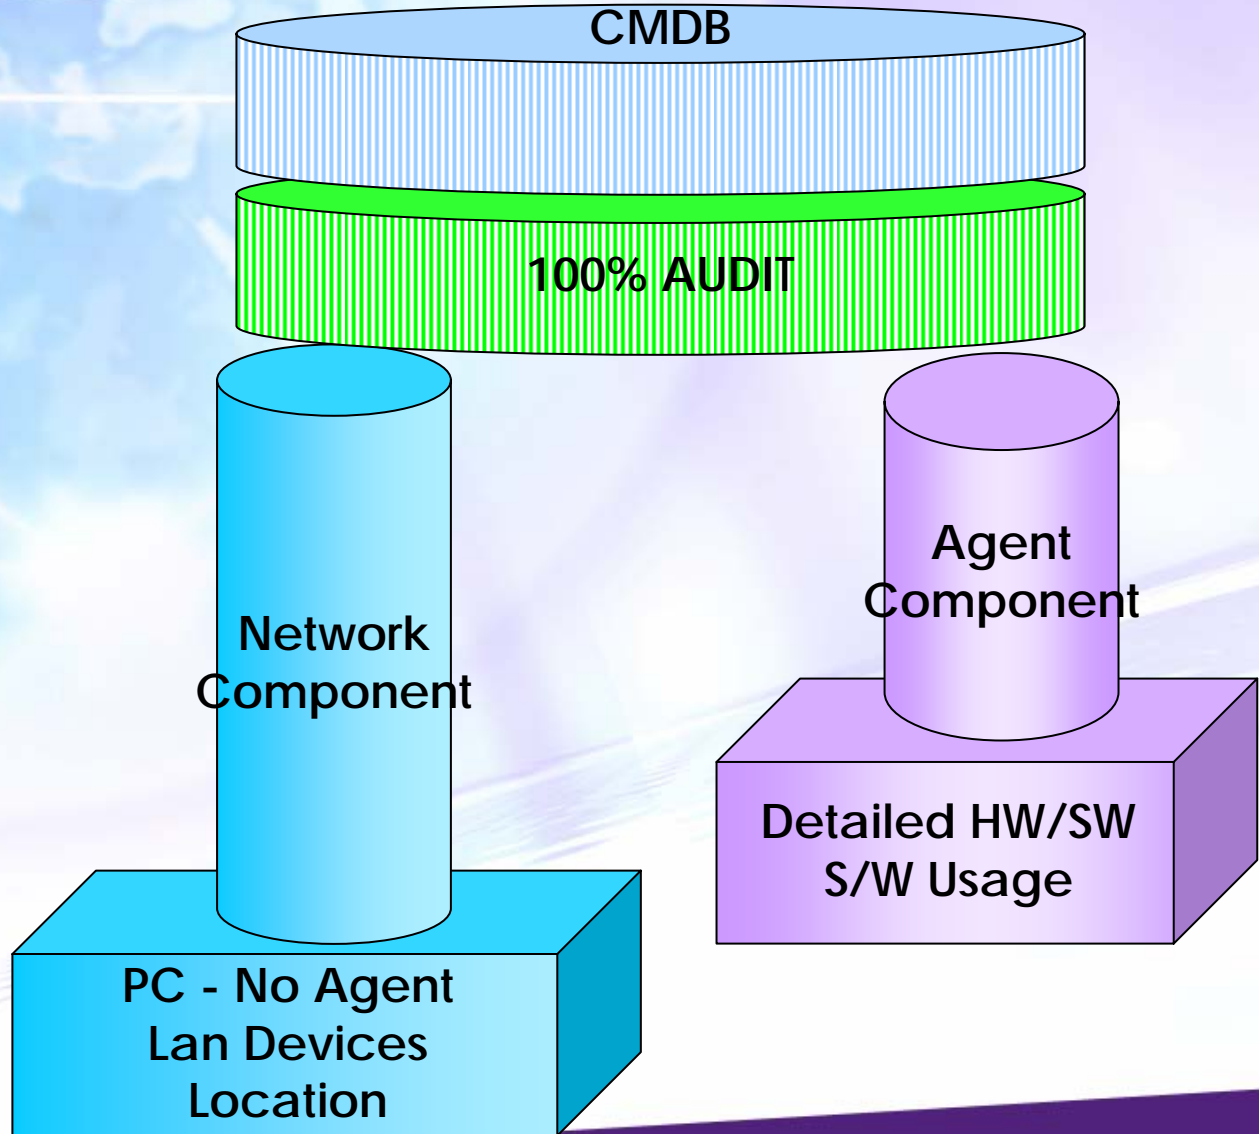 CMDB
100% AUDIT
Network
Component
Agent
Component
Detailed HW/SW
S/W Usage
PC - No Agent
Lan Devices
Location